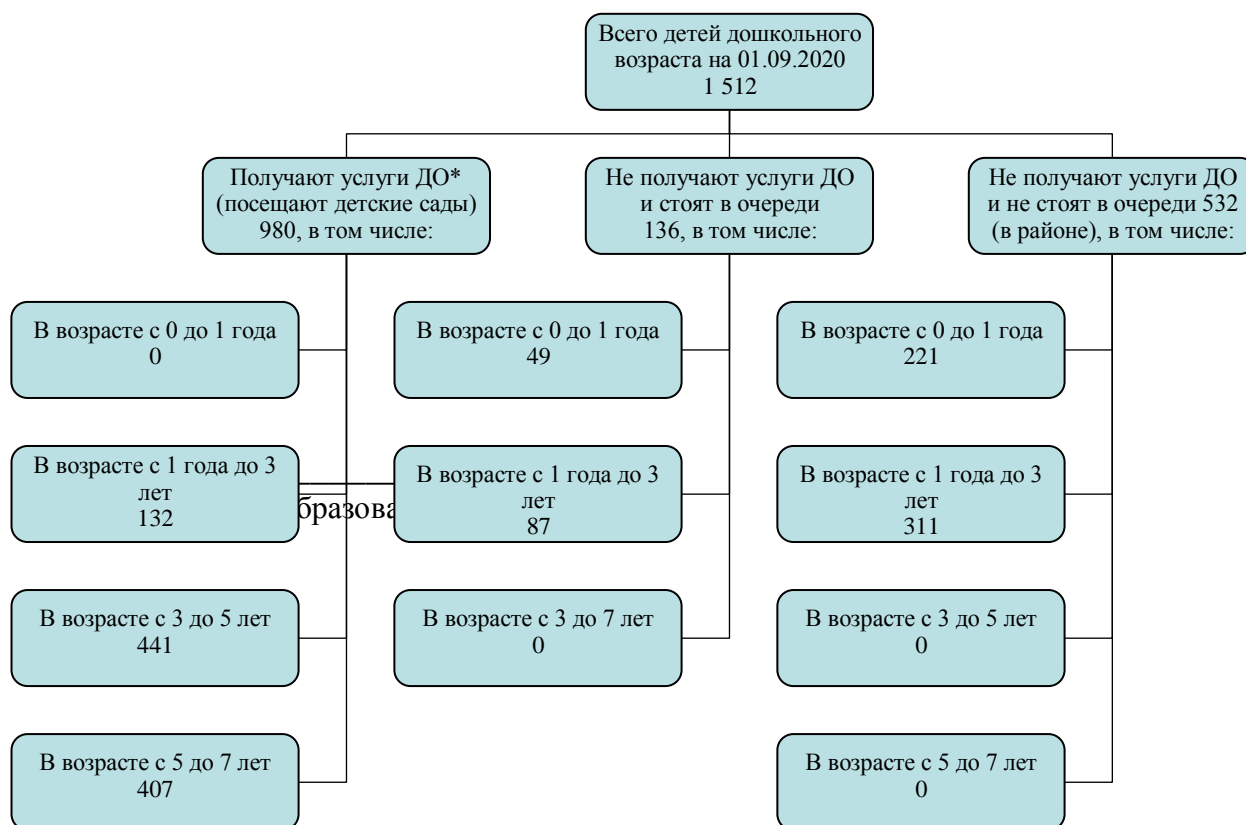 Всего детей дошкольного
возраста на 01.09.2020
1 512
Получают услуги ДО*
(посещают детские сады)
980, в том числе:
Не получают услуги ДО
и стоят в очереди
136, в том числе:
Не получают услуги ДО
и не стоят в очереди 532
(в районе), в том числе:
В возрасте с 0 до 1 года
0
В возрасте с 0 до 1 года
49
В возрасте с 0 до 1 года
221
В возрасте с 1 года до 3
лет
132
бразова
В возрасте с 1 года до 3
лет
87
В возрасте с 1 года до 3
лет
311
В возрасте с 3 до 5 лет
441
В возрасте с 3 до 7 лет
0
В возрасте с 3 до 5 лет
0
В возрасте с 5 до 7 лет
407
В возрасте с 5 до 7 лет
0